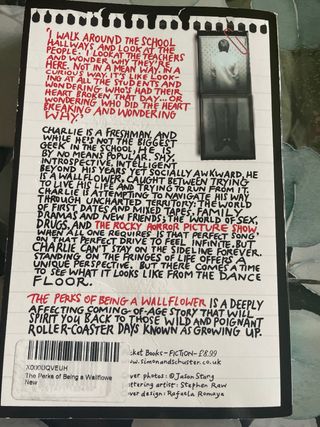 'I WALK AROUND THE SCHOOL
HALLWAYS AND LOOK AT THE
PEOPLE. I LOOK AT THE TEACHERS
AND WONDER WHY THEY'RE
HERE. NOT IN A MEAN WAY. IN A
CURIOUS WAY. IT'S LIKE LOOK-
ING AT ALL THE STUDENTS AND
WONDERING WHO'S HAD THEIR
HEART BROKEN THAT DAY... OR
WONDERING WHO DID THE HEART
BREAKING AND WONDERING
WHY.'
CHARLIE IS A FRESHMAN. AND
WHILE HE'S NOT THE BIGGEST
GEEK IN THE SCHOOL, HE IS
BY NO MEANS POPULAR. SHY,
INTROSPECTIVE, INTELLIGENT
BEYOND HIS YEARS YET SOCIALLY AWKWARD, HE
IS A WALLFLOWER, CAUGHT BETWEEN TRYING
TO LIVE HIS LIFE AND TRYING TO RUN FROM IT.
CHARLIE IS ATTEMPTING TO NAVIGATE HIS WAY
THROUGH UNCHARTED TERRITORY: THE WORLD
OF FIRST DATES AND MIXED TAPES, FAMILY
DRAMAS AND NEW FRIENDS; THE WORLD OF SEX,
DRUGS, AND THE ROCKY HORROR PICTURE SHOW,
WHEN ALL ONE REQUIRES IS THAT PERFECT SONG
ON THAT PERFECT DRIVE TO FEEL INFINITE. BUT
CHARLIE CAN'T STAY ON THE SIDELINE FOREVER.
STANDING ON THE FRINGES OF LIFE OFFERS A
UNIQUE PERSPECTIVE. BUT THERE COMES A TIME
TO SEE WHAT IT LOOKS LIKE FROM THE DANCE
FLOOR.
THE PERKS OF BEING A WALLFLOWER IS A DEEPLY
AFFECTING COMING-OF-AGE STORY THAT WILL
SPIRIT YOU BACK TO THOSE WILD AND POIGNANT
ROLLER-COASTER DAYS KNOWN AS GROWING UP.
X000IQVEUH
The Perks of Being a Wallflowe
New
cket Books-FICTION-£8.99
w.simonandschuster.co.uk
ver photos: © Jason Stang
ttering artist: Stephen Raw
ver design: Rafaela Romaya